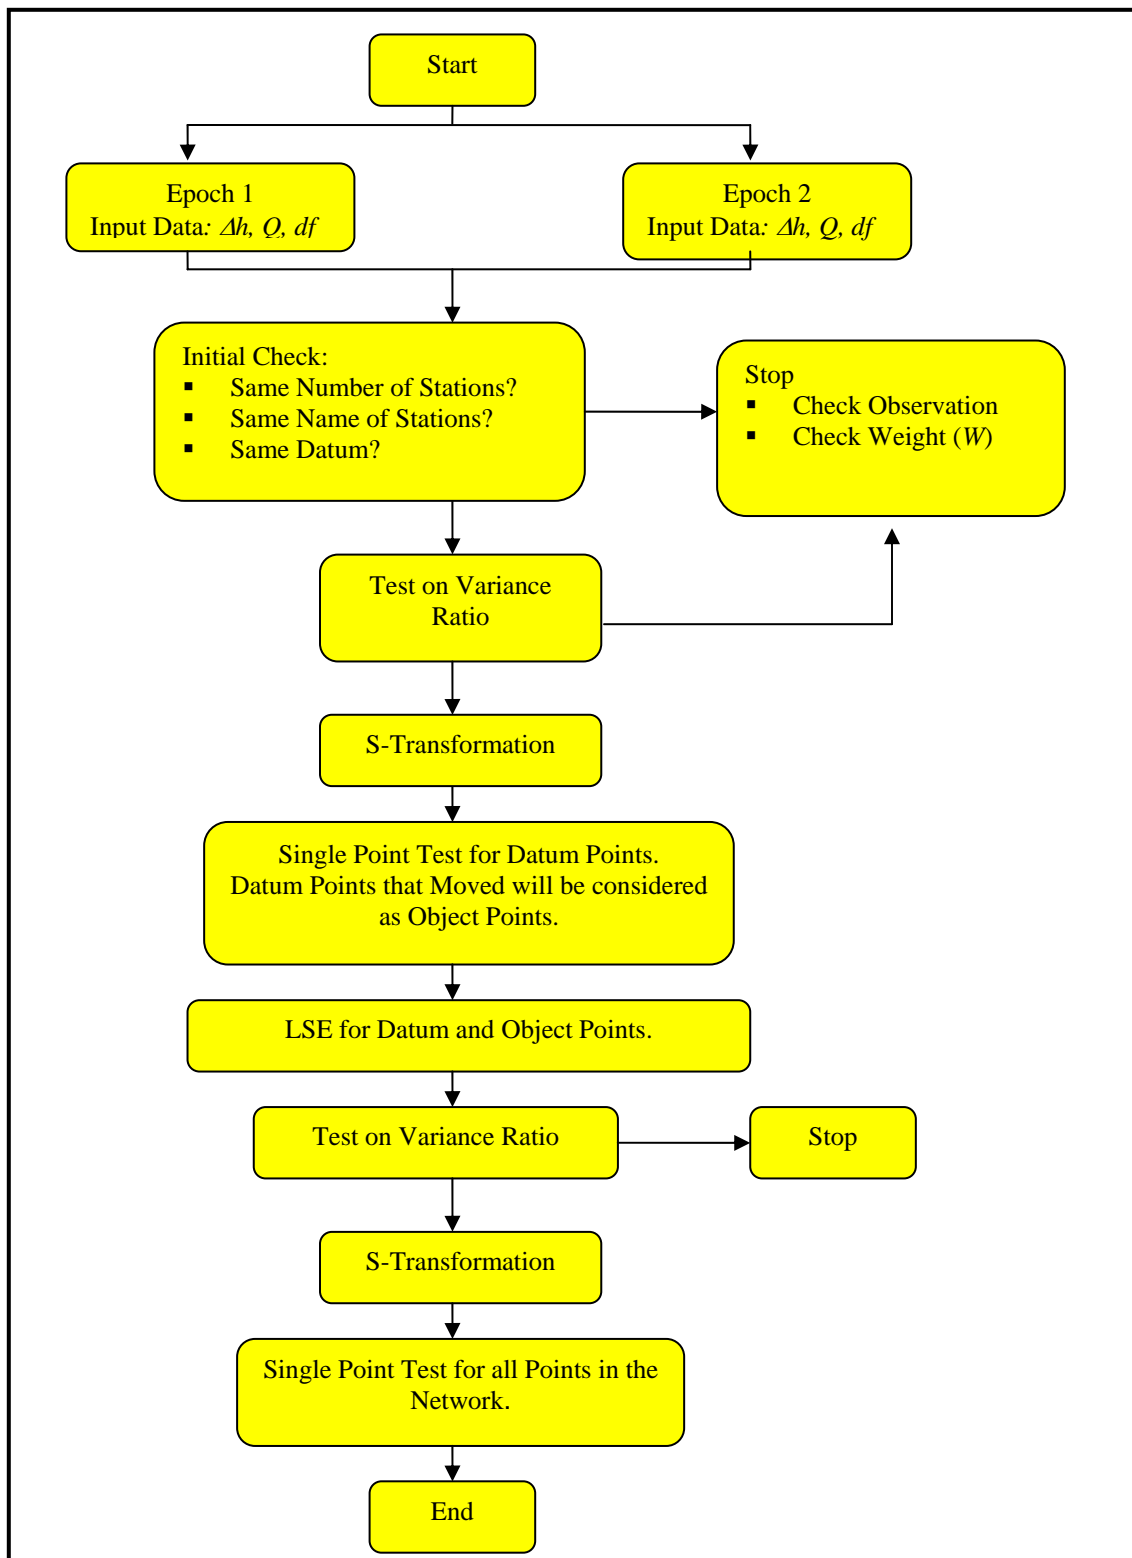 Start
Epoch 1
Input Data: Δh, Q, df
Epoch 2
Input Data: Δh, Q, df
Initial Check:
▪ Same Number of Stations?
▪ Same Name of Stations?
▪ Same Datum?
Stop
▪ Check Observation
▪ Check Weight (W)
Test on Variance
Ratio
S-Transformation
Single Point Test for Datum Points.
Datum Points that Moved will be considered
as Object Points.
LSE for Datum and Object Points.
Test on Variance Ratio
Stop
S-Transformation
Single Point Test for all Points in the
Network.
End